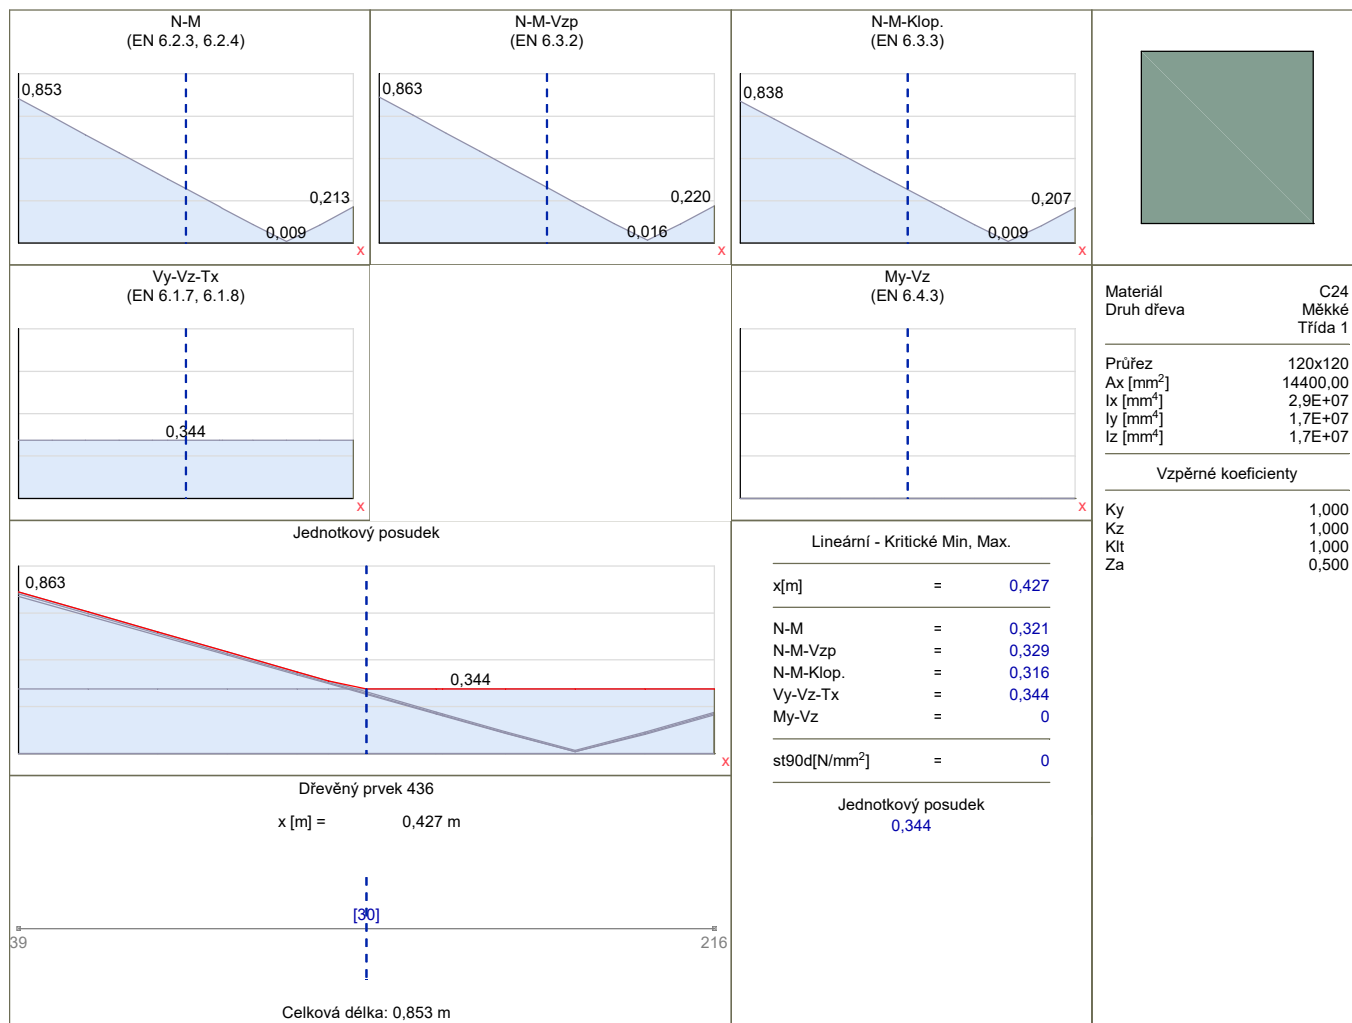 N-M
(EN 6.2.3, 6.2.4)
0,853
0,213
0,009
x
N-M-Vzp
(EN 6.3.2)
0,863
0,220
0,016
x
N-M-Klop.
(EN 6.3.3)
0,838
0,207
0,009
x
Vy-Vz-Tx
(EN 6.1.7, 6.1.8)
0,344
x
My-Vz
(EN 6.4.3)
x
Materiál C24
Druh dřeva Měkké
Třída 1
Průřez 120x120
Ax [mm²] 14400,00
Ix [mm⁴] 2,9E+07
Iy [mm⁴] 1,7E+07
Iz [mm⁴] 1,7E+07
Vzpěrné koeficienty
Ky 1,000
Kz 1,000
Klt 1,000
Za 0,500
Jednotkový posudek
0,863
0,344
x
Lineární - Kritické Min, Max.
x[m] = 0,427
N-M = 0,321
N-M-Vzp = 0,329
N-M-Klop. = 0,316
Vy-Vz-Tx = 0,344
My-Vz = 0
st90d[N/mm²] = 0
Jednotkový posudek
0,344
Dřevěný prvek 436
x [m] = 0,427 m
[30]
39 216
Celková délka: 0,853 m